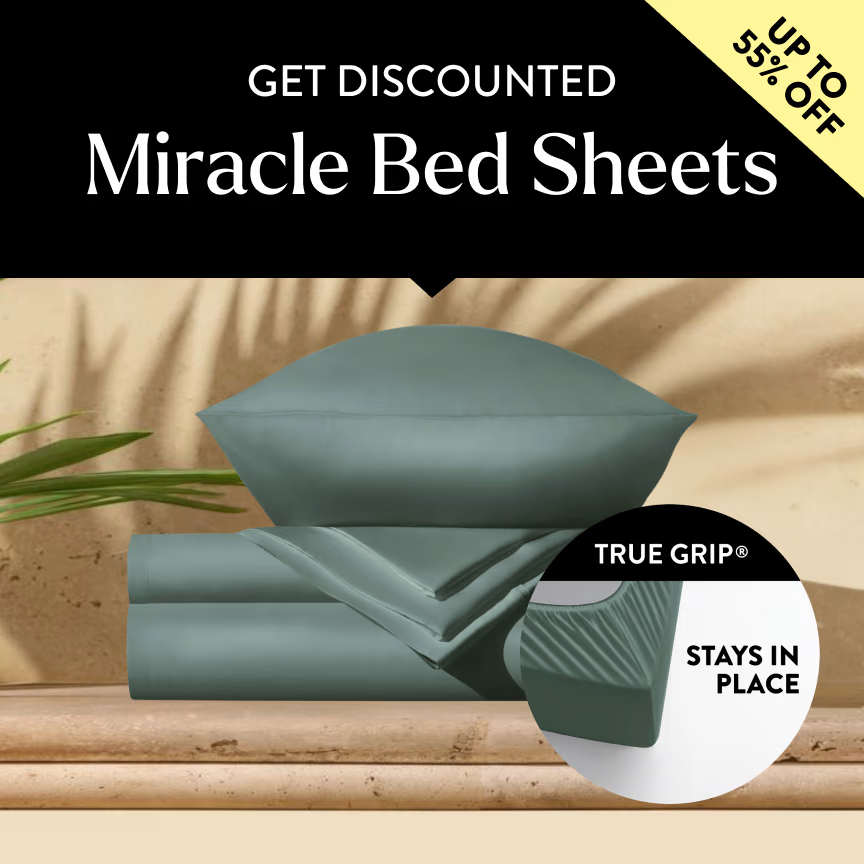 GET DISCOUNTED
Miracle Bed Sheets
UP TO
55% OFF
TRUE GRIP®
STAYS IN
PLACE